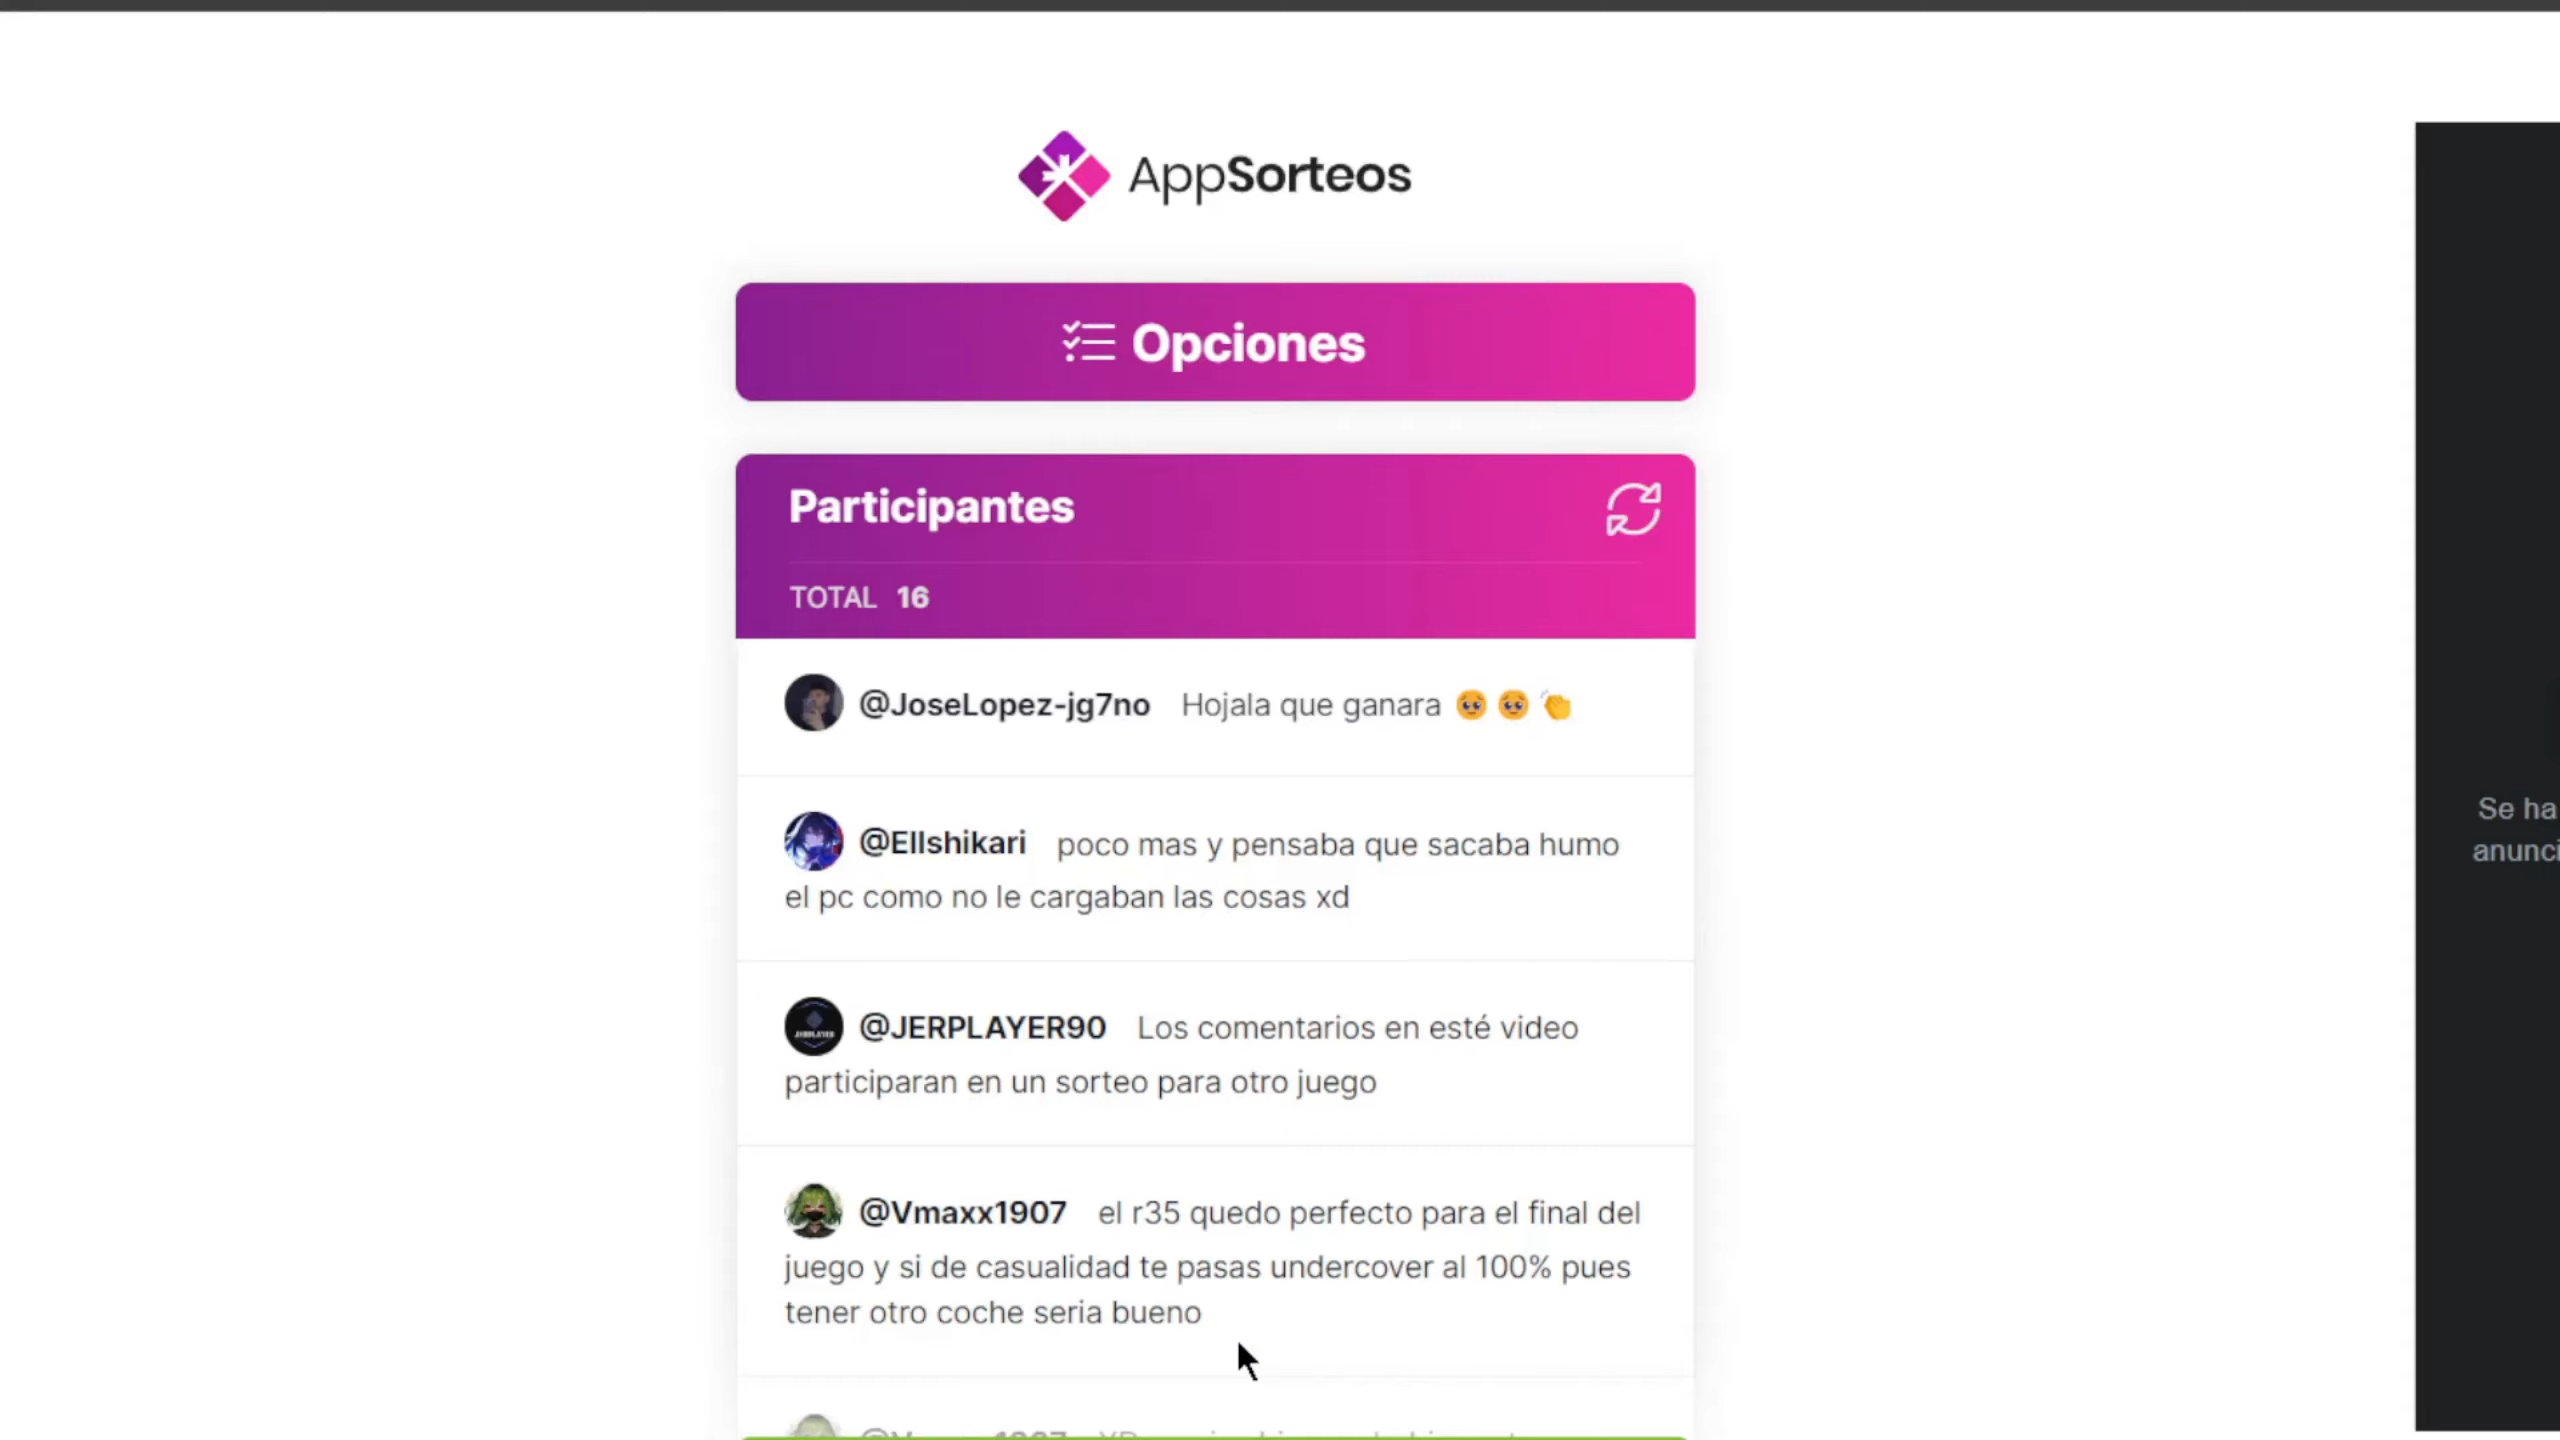 AppSorteos
Opciones
Participantes
TOTAL 16
@JoseLopez-jg7no Hojala que ganara 🥺 🥺 👏
@Ellshikari poco mas y pensaba que sacaba humo
el pc como no le cargaban las cosas xd
@JERPLAYER90 Los comentarios en esté video
participaran en un sorteo para otro juego
@Vmaxx1907 el r35 quedo perfecto para el final del
juego y si de casualidad te pasas undercover al 100% pues
tener otro coche seria bueno
Se ha
anunci